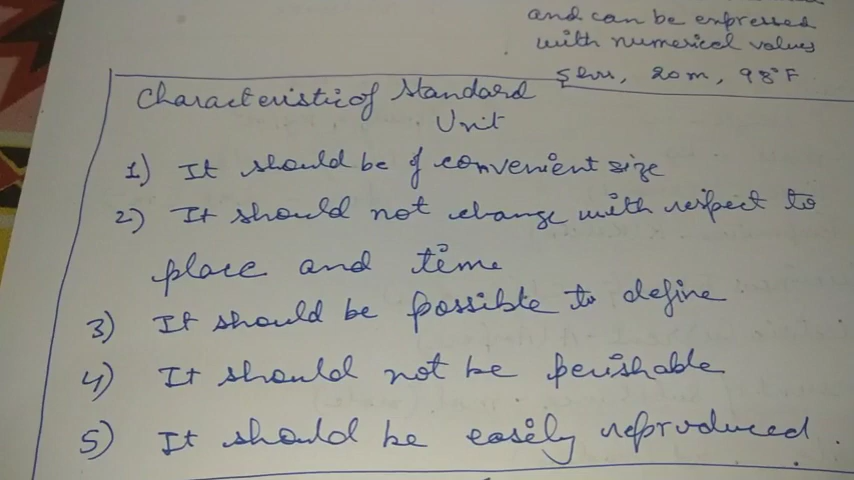 and can be expressed
with numerical values
5 hrs, 20m, 98°F
Characteristic of Standard
Unit
1) It should be of convenient size
2) It should not change with respect to
place and time
3) It should be possible to define
4) It should not be perishable
5) It should be easily reproduced.